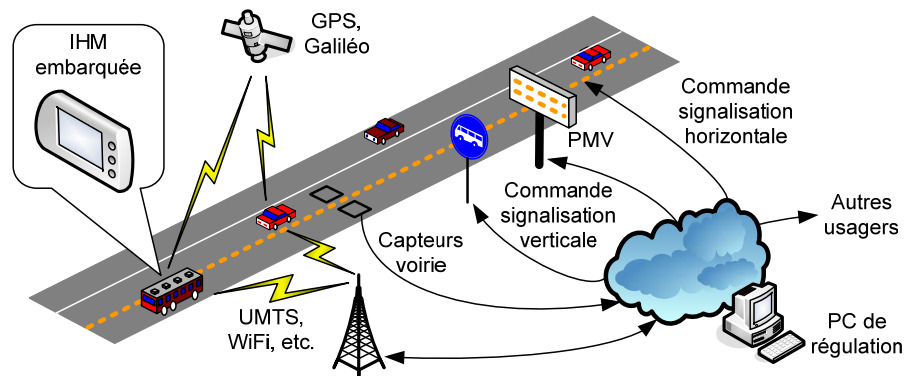 IHM
embarquée
GPS,
Galiléo
Commande
signalisation
horizontale
PMV
Commande
signalisation
verticale
Autres
usagers
Capteurs
voirie
UMTS,
WiFi, etc.
PC de
régulation